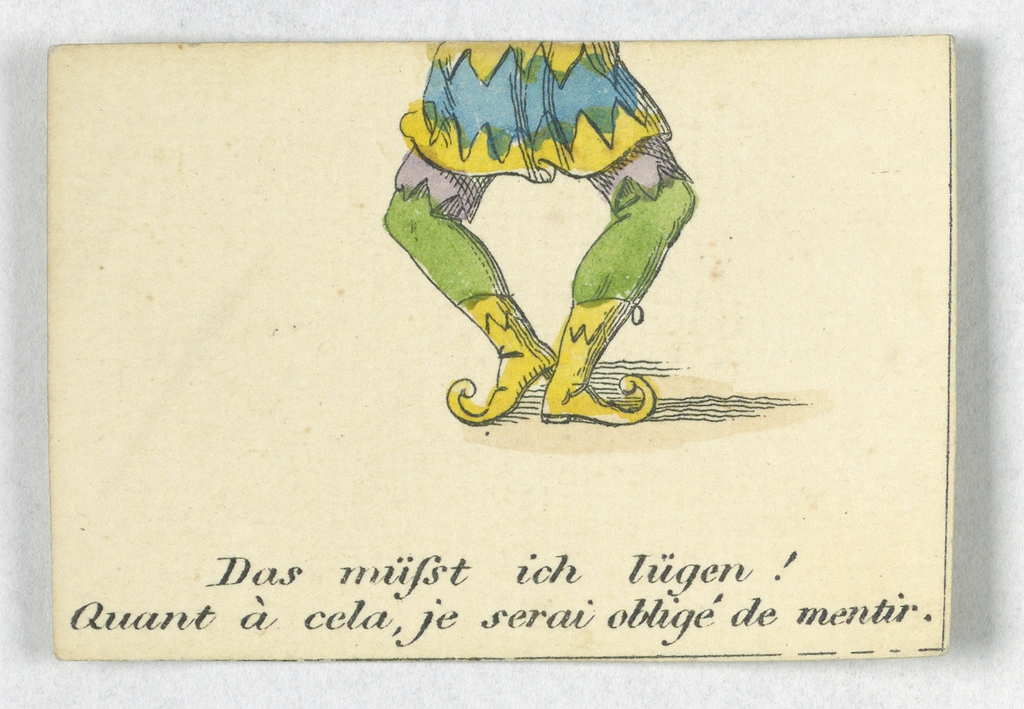 Das müſst ich lügen !
Quant à cela, je serai obligé de mentir.